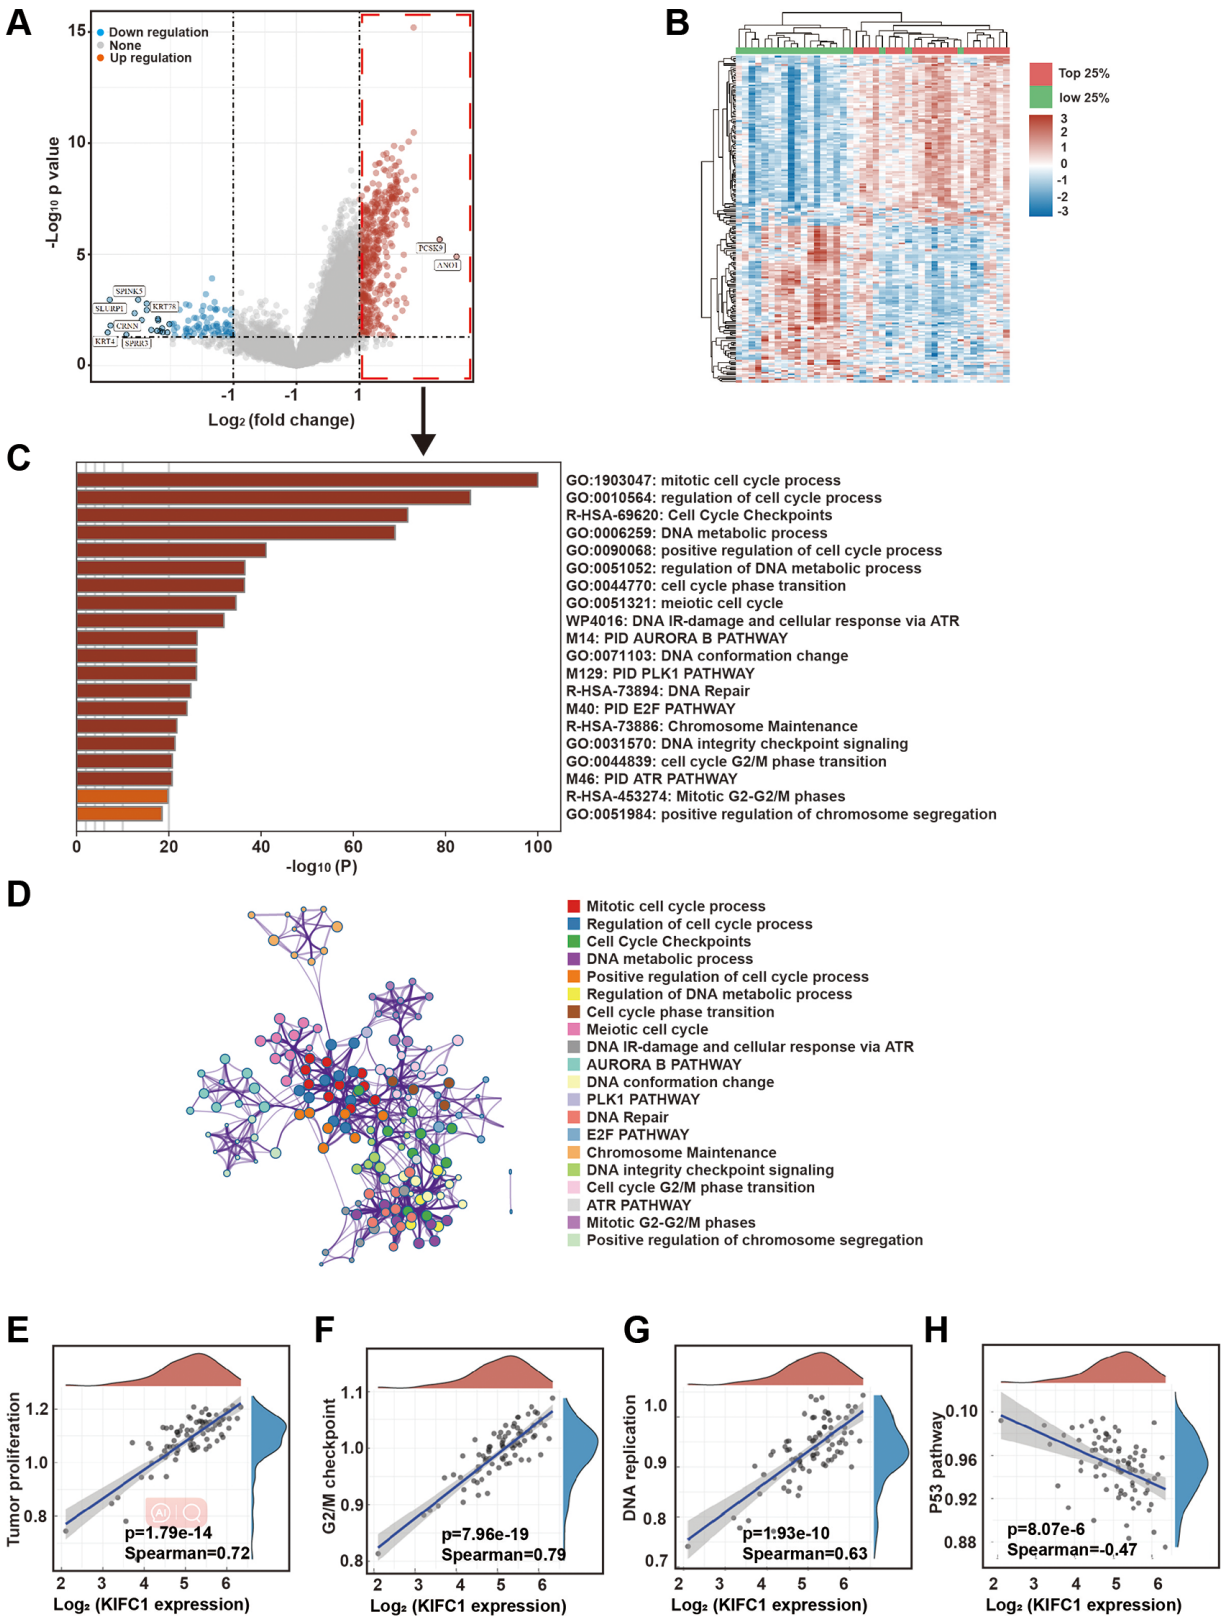 A
Down regulation
None
Up regulation
15
10
5
0
-Log10 p value
PCSK9
ANO1
SPINK5
SLURP1
KRT78
CRNN
KRT4
SPRR3
-1
-1
1
Log2 (fold change)
B
Top 25%
low 25%
3
2
1
0
-1
-2
-3
C
GO:1903047: mitotic cell cycle process
GO:0010564: regulation of cell cycle process
R-HSA-69620: Cell Cycle Checkpoints
GO:0006259: DNA metabolic process
GO:0090068: positive regulation of cell cycle process
GO:0051052: regulation of DNA metabolic process
GO:0044770: cell cycle phase transition
GO:0051321: meiotic cell cycle
WP4016: DNA IR-damage and cellular response via ATR
M14: PID AURORA B PATHWAY
GO:0071103: DNA conformation change
M129: PID PLK1 PATHWAY
R-HSA-73894: DNA Repair
M40: PID E2F PATHWAY
R-HSA-73886: Chromosome Maintenance
GO:0031570: DNA integrity checkpoint signaling
GO:0044839: cell cycle G2/M phase transition
M46: PID ATR PATHWAY
R-HSA-453274: Mitotic G2-G2/M phases
GO:0051984: positive regulation of chromosome segregation
0 20 40 60 80 100
-log10 (P)
D
Mitotic cell cycle process
Regulation of cell cycle process
Cell Cycle Checkpoints
DNA metabolic process
Positive regulation of cell cycle process
Regulation of DNA metabolic process
Cell cycle phase transition
Meiotic cell cycle
DNA IR-damage and cellular response via ATR
AURORA B PATHWAY
DNA conformation change
PLK1 PATHWAY
DNA Repair
E2F PATHWAY
Chromosome Maintenance
DNA integrity checkpoint signaling
Cell cycle G2/M phase transition
ATR PATHWAY
Mitotic G2-G2/M phases
Positive regulation of chromosome segregation
E
Tumor proliferation
1.2
1.0
0.8
p=1.79e-14
Spearman=0.72
2 3 4 5 6
Log2 (KIFC1 expression)
F
G2/M checkpoint
1.1
1.0
0.9
0.8
p=7.96e-19
Spearman=0.79
2 3 4 5 6
Log2 (KIFC1 expression)
G
DNA replication
1.0
0.9
0.8
0.7
p=1.93e-10
Spearman=0.63
2 3 4 5 6
Log2 (KIFC1 expression)
H
P53 pathway
0.10
0.96
0.92
0.88
p=8.07e-6
Spearman=-0.47
2 3 4 5 6
Log2 (KIFC1 expression)